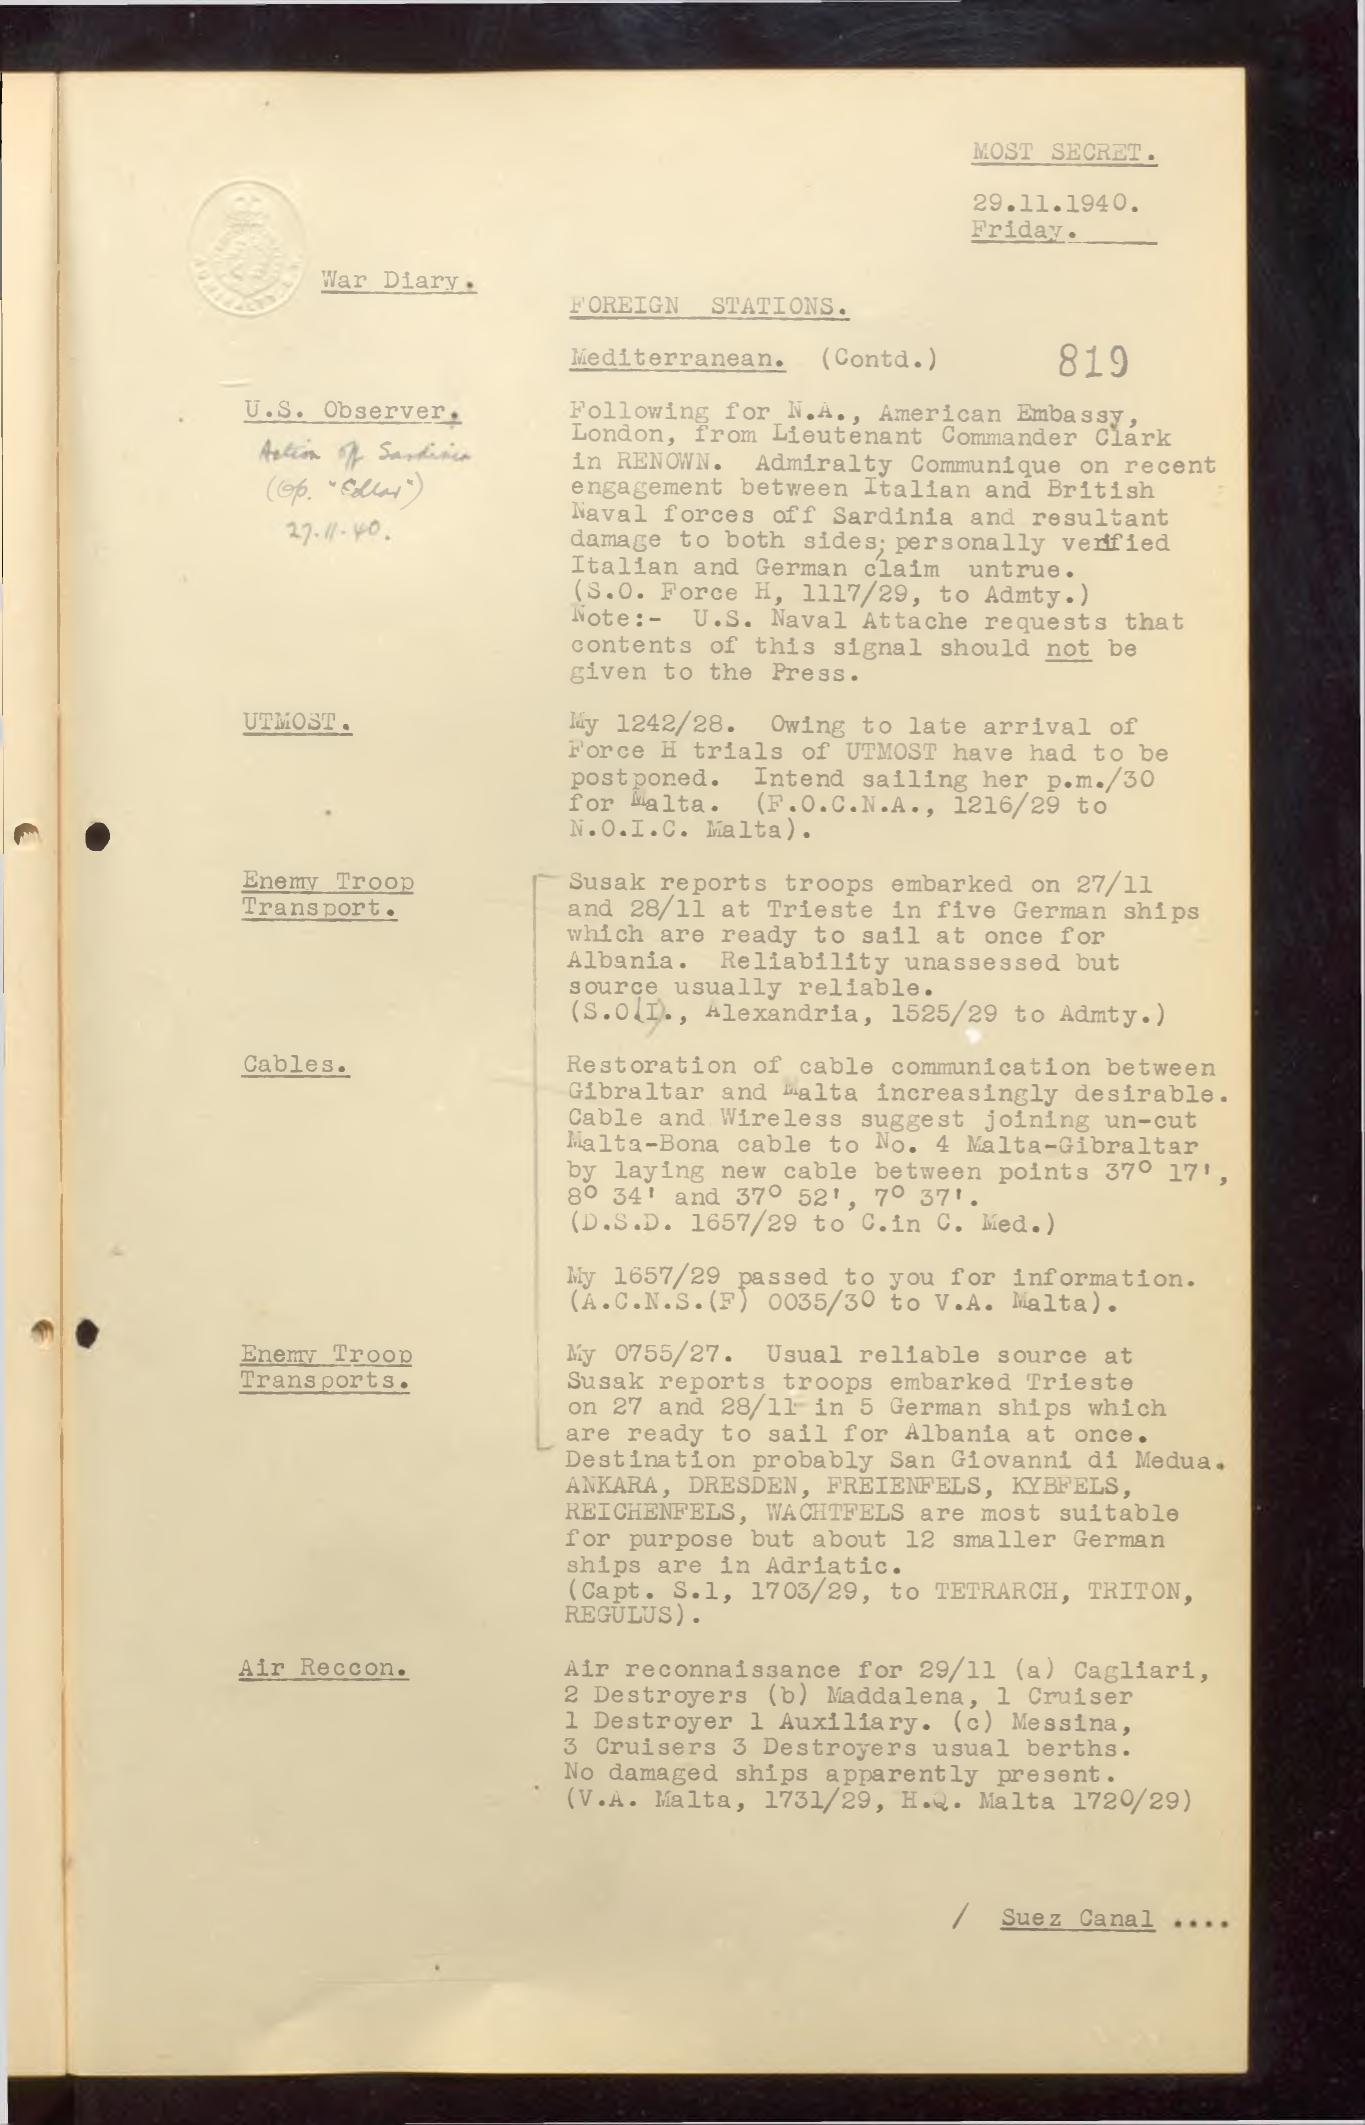 MOST SECRET.
29.11.1940.
Friday.
War Diary.
FOREIGN STATIONS.
Mediterranean. (Contd.)
819
U.S. Observer.
Action off Sardinia
(Op. "Collar")
27.11.40.
Following for N.A., American Embassy,
London, from Lieutenant Commander Clark
in RENOWN. Admiralty Communique on recent
engagement between Italian and British
Naval forces off Sardinia and resultant
damage to both sides; personally verified
Italian and German claim untrue.
(S.O. Force H, 1117/29, to Admty.)
Note:- U.S. Naval Attache requests that
contents of this signal should not be
given to the Press.
UTMOST.
My 1242/28. Owing to late arrival of
Force H trials of UTMOST have had to be
postponed. Intend sailing her p.m./30
for Malta. (F.O.C.N.A., 1216/29 to
N.O.I.C. Malta).
Enemy Troop
Transport.
Susak reports troops embarked on 27/11
and 28/11 at Trieste in five German ships
which are ready to sail at once for
Albania. Reliability unassessed but
source usually reliable.
(S.O.(I)., Alexandria, 1525/29 to Admty.)
Cables.
Restoration of cable communication between
Gibraltar and Malta increasingly desirable.
Cable and Wireless suggest joining un-cut
Malta-Bona cable to No. 4 Malta-Gibraltar
by laying new cable between points 37° 17',
8° 34' and 37° 52', 7° 37'.
(D.S.D. 1657/29 to C.in C. Med.)
My 1657/29 passed to you for information.
(A.C.N.S.(F) 0035/30 to V.A. Malta).
Enemy Troop
Transports.
My 0755/27. Usual reliable source at
Susak reports troops embarked Trieste
on 27 and 28/11 in 5 German ships which
are ready to sail for Albania at once.
Destination probably San Giovanni di Medua.
ANKARA, DRESDEN, FREIENFELS, KYBFELS,
REICHENFELS, WACHTFELS are most suitable
for purpose but about 12 smaller German
ships are in Adriatic.
(Capt. S.1, 1703/29, to TETRARCH, TRITON,
REGULUS).
Air Reccon.
Air reconnaissance for 29/11 (a) Cagliari,
2 Destroyers (b) Maddalena, 1 Cruiser
1 Destroyer 1 Auxiliary. (c) Messina,
3 Cruisers 3 Destroyers usual berths.
No damaged ships apparently present.
(V.A. Malta, 1731/29, H.Q. Malta 1720/29)
/ Suez Canal ....